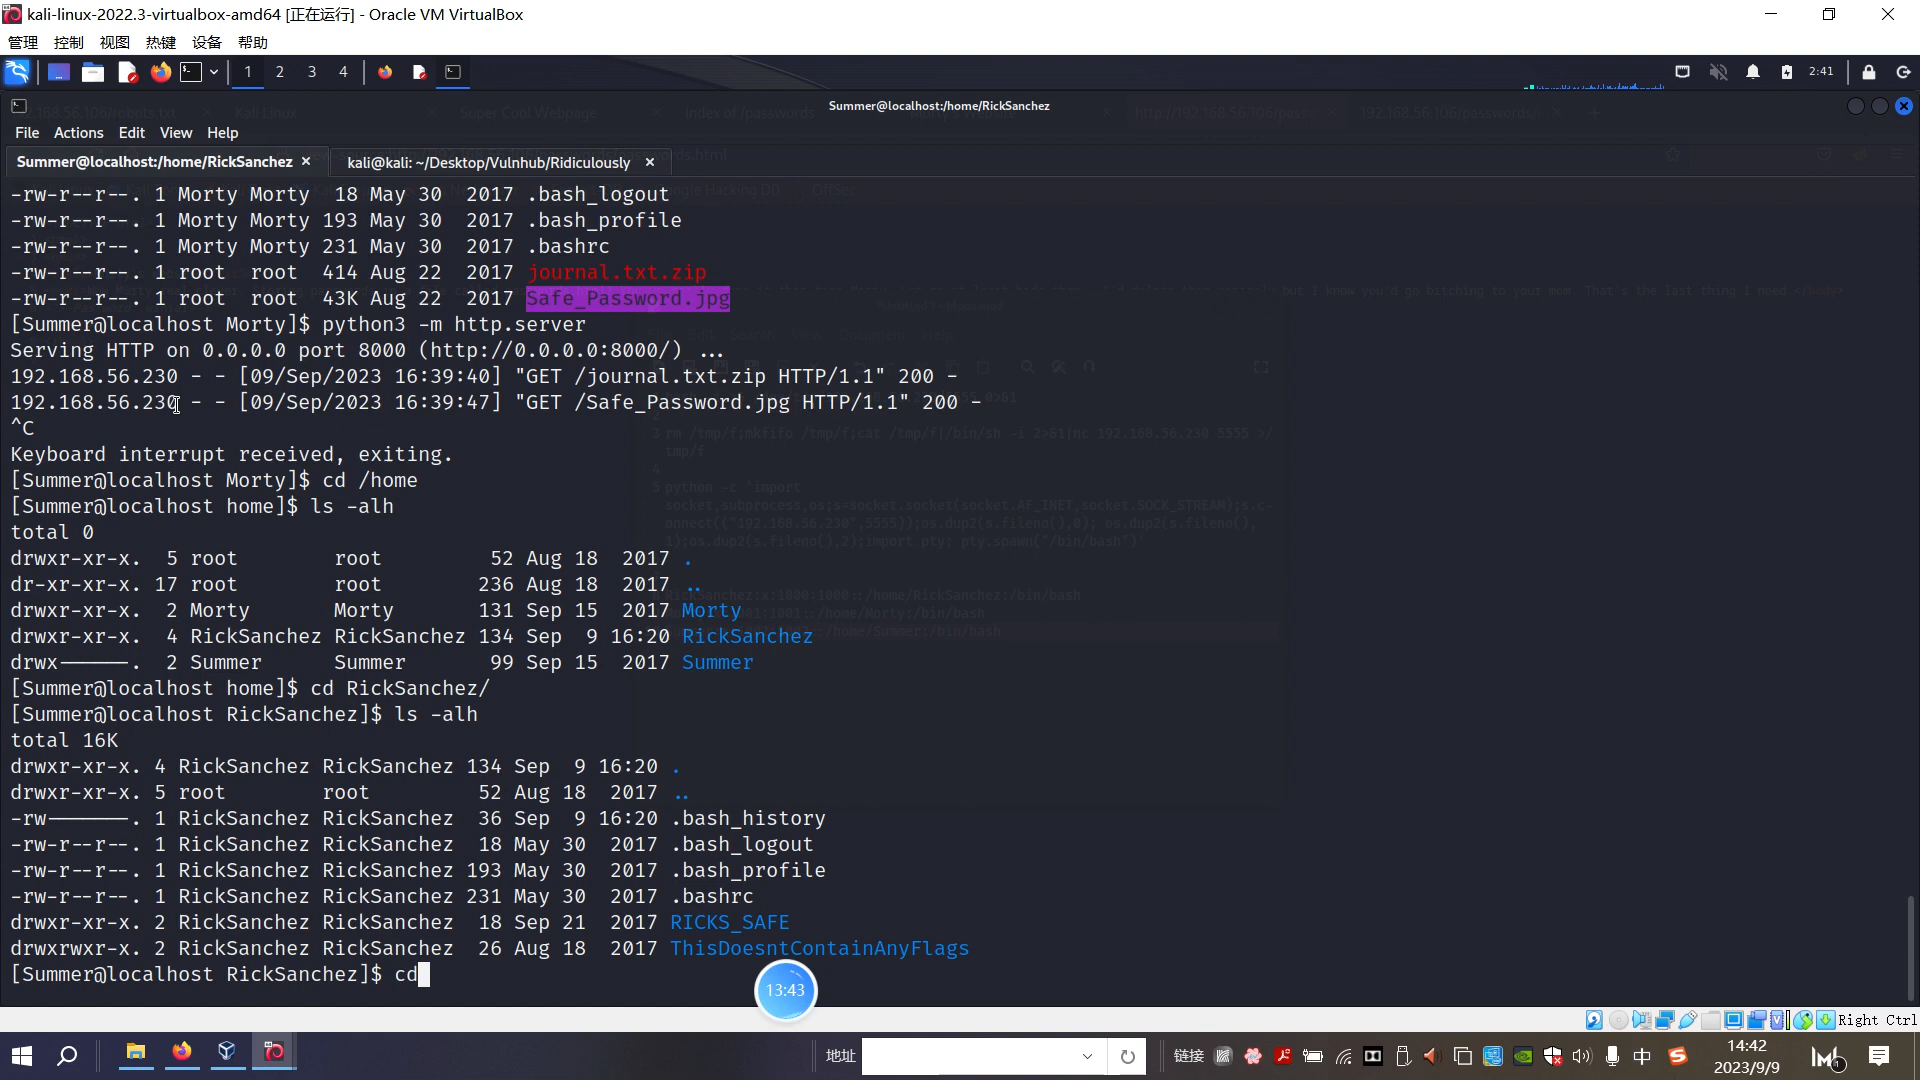 kali-linux-2022.3-virtualbox-amd64 [正在运行] - Oracle VM VirtualBox
管理 控制 视图 热键 设备 帮助
1 2 3 4 2:41
Summer@localhost:/home/RickSanchez
File Actions Edit View Help
Summer@localhost:/home/RickSanchez × kali@kali: ~/Desktop/Vulnhub/Ridiculously ×
-rw-r--r--. 1 Morty Morty 18 May 30 2017 .bash_logout
-rw-r--r--. 1 Morty Morty 193 May 30 2017 .bash_profile
-rw-r--r--. 1 Morty Morty 231 May 30 2017 .bashrc
-rw-r--r--. 1 root root 414 Aug 22 2017 journal.txt.zip
-rw-r--r--. 1 root root 43K Aug 22 2017 Safe_Password.jpg
[Summer@localhost Morty]$ python3 -m http.server
Serving HTTP on 0.0.0.0 port 8000 (http://0.0.0.0:8000/) ...
192.168.56.230 - - [09/Sep/2023 16:39:40] "GET /journal.txt.zip HTTP/1.1" 200 -
192.168.56.230 - - [09/Sep/2023 16:39:47] "GET /Safe_Password.jpg HTTP/1.1" 200 -
^C
Keyboard interrupt received, exiting.
[Summer@localhost Morty]$ cd /home
[Summer@localhost home]$ ls -alh
total 0
drwxr-xr-x. 5 root root 52 Aug 18 2017 .
dr-xr-xr-x. 17 root root 236 Aug 18 2017 ..
drwxr-xr-x. 2 Morty Morty 131 Sep 15 2017 Morty
drwxr-xr-x. 4 RickSanchez RickSanchez 134 Sep 9 16:20 RickSanchez
drwx------. 2 Summer Summer 99 Sep 15 2017 Summer
[Summer@localhost home]$ cd RickSanchez/
[Summer@localhost RickSanchez]$ ls -alh
total 16K
drwxr-xr-x. 4 RickSanchez RickSanchez 134 Sep 9 16:20 .
drwxr-xr-x. 5 root root 52 Aug 18 2017 ..
-rw-------. 1 RickSanchez RickSanchez 36 Sep 9 16:20 .bash_history
-rw-r--r--. 1 RickSanchez RickSanchez 18 May 30 2017 .bash_logout
-rw-r--r--. 1 RickSanchez RickSanchez 193 May 30 2017 .bash_profile
-rw-r--r--. 1 RickSanchez RickSanchez 231 May 30 2017 .bashrc
drwxr-xr-x. 2 RickSanchez RickSanchez 18 Sep 21 2017 RICKS_SAFE
drwxrwxr-x. 2 RickSanchez RickSanchez 26 Aug 18 2017 ThisDoesntContainAnyFlags
[Summer@localhost RickSanchez]$ cd
13:43
Right Ctrl
地址 链接 中 14:42
2023/9/9